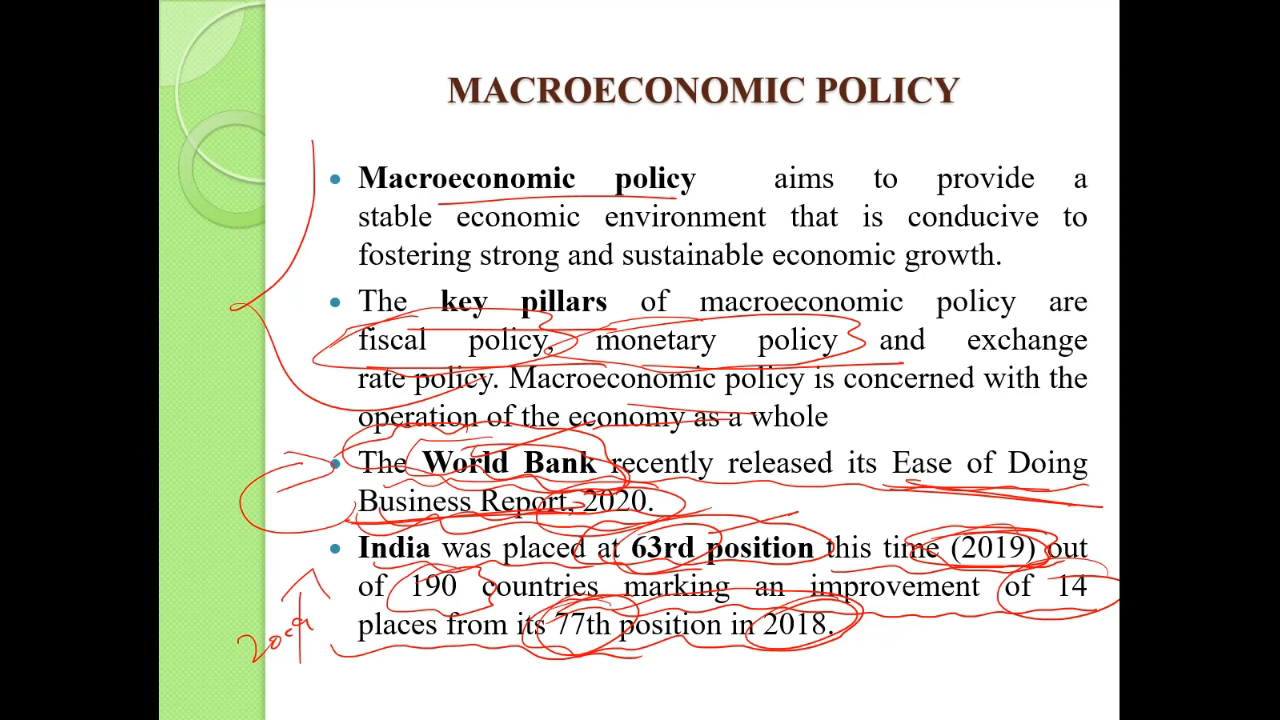 MACROECONOMIC POLICY
• Macroeconomic policy aims to provide a
stable economic environment that is conducive to
fostering strong and sustainable economic growth.
• The key pillars of macroeconomic policy are
fiscal policy, monetary policy and exchange
rate policy. Macroeconomic policy is concerned with the
operation of the economy as a whole
• The World Bank recently released its Ease of Doing
Business Report, 2020.
• India was placed at 63rd position this time (2019) out
of 190 countries marking an improvement of 14
places from its 77th position in 2018.